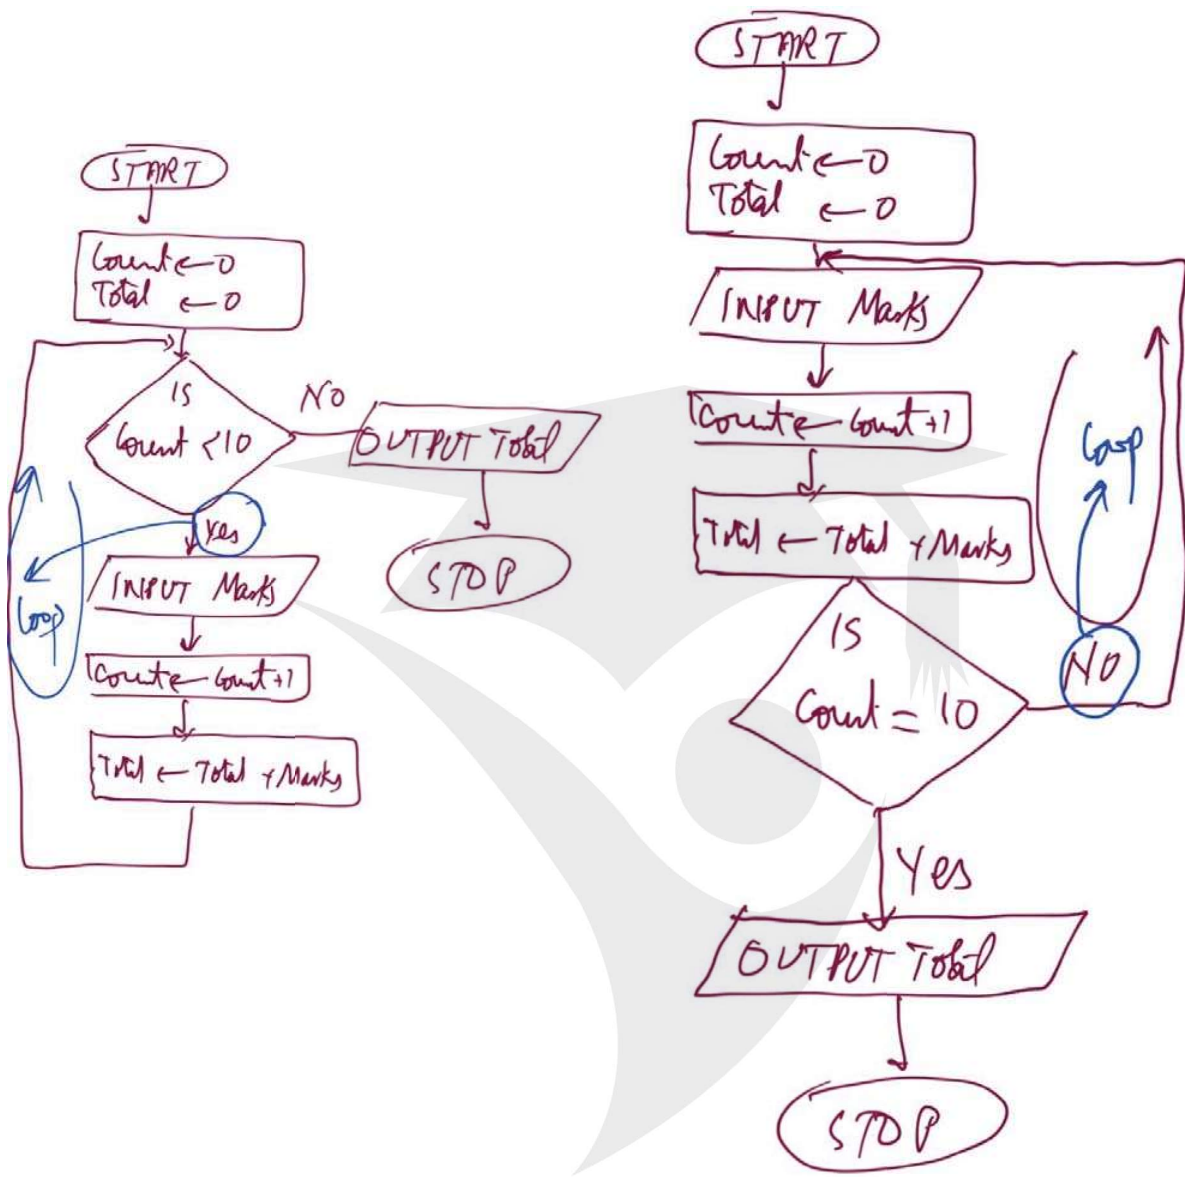 START
Count ← 0
Total ← 0
IS
Count < 10
NO
OUTPUT Total
STOP
Yes
INPUT Marks
Count ← Count + 1
Total ← Total + Marks
Loop
START
Count ← 0
Total ← 0
INPUT Marks
Count ← Count + 1
Total ← Total + Marks
Loop
IS
Count = 10
NO
Yes
OUTPUT Total
STOP